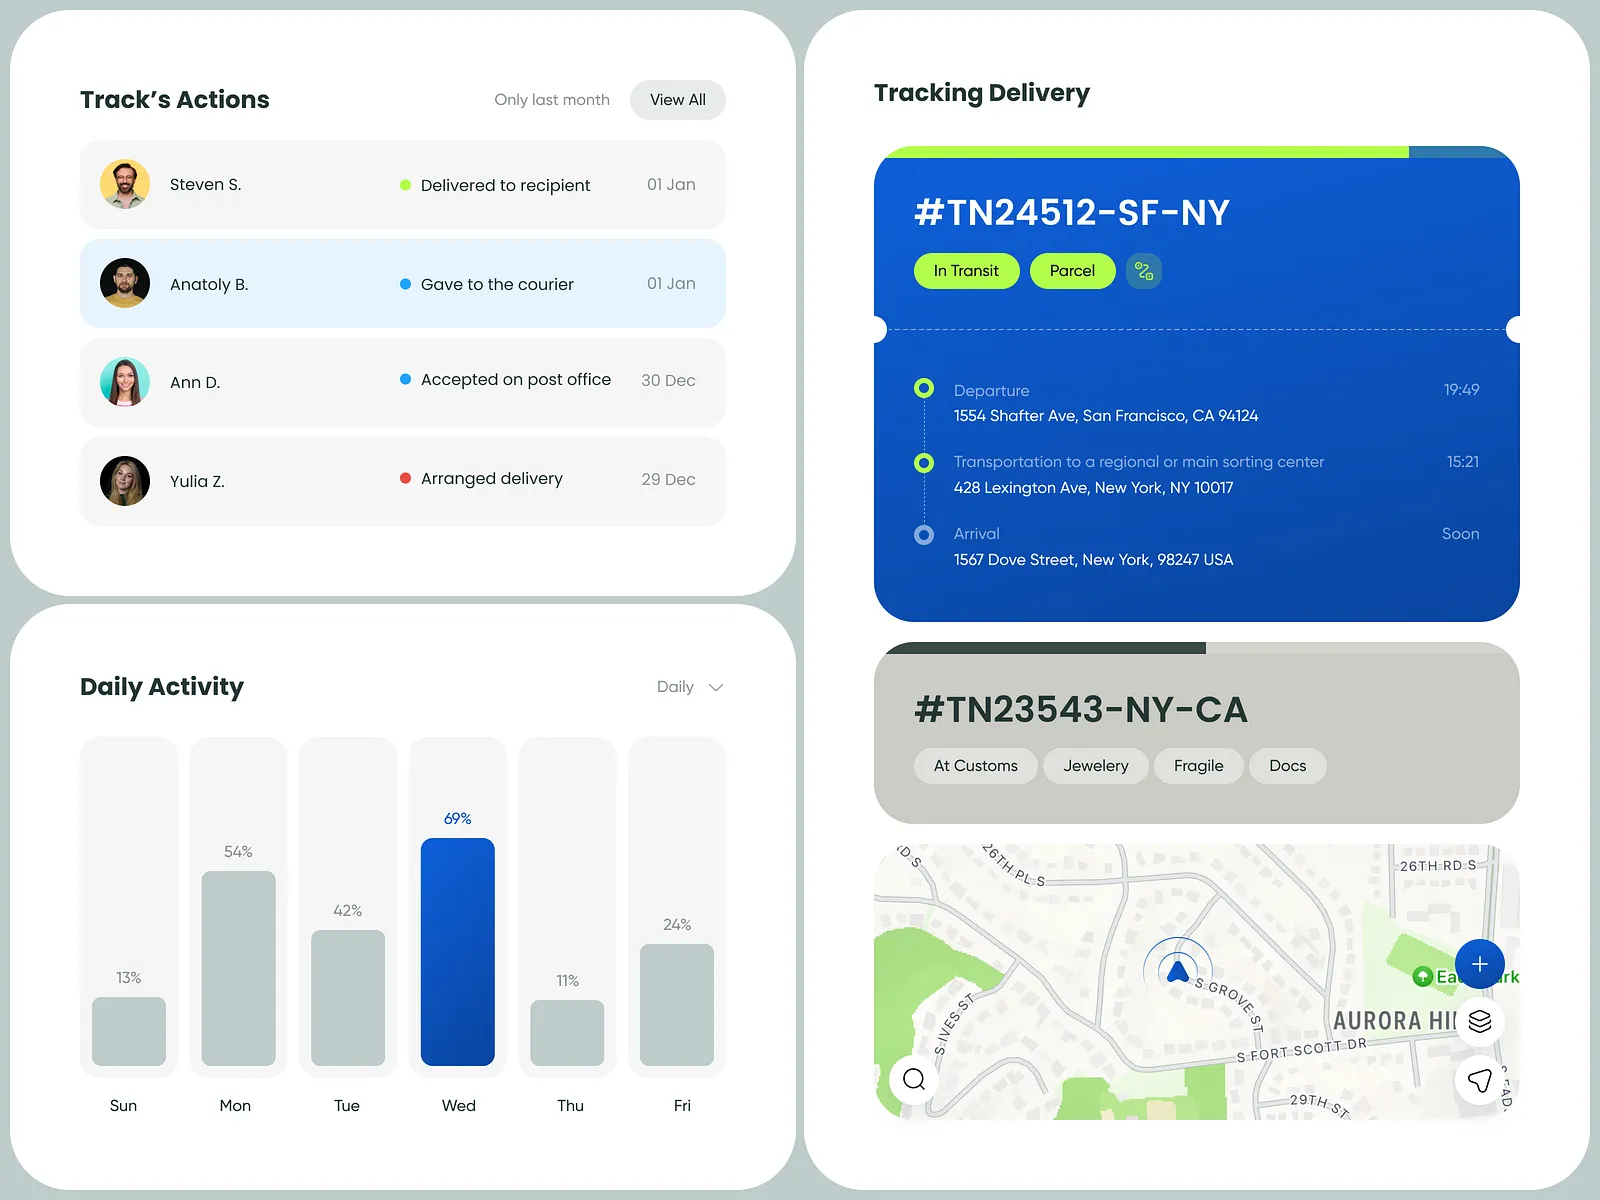 Track’s Actions
Only last month
View All
Steven S.
Delivered to recipient
01 Jan
Anatoly B.
Gave to the courier
01 Jan
Ann D.
Accepted on post office
30 Dec
Yulia Z.
Arranged delivery
29 Dec
Daily Activity
Daily
13%
54%
42%
69%
11%
24%
Sun
Mon
Tue
Wed
Thu
Fri
Tracking Delivery
#TN24512-SF-NY
In Transit
Parcel
Departure
19:49
1554 Shafter Ave, San Francisco, CA 94124
Transportation to a regional or main sorting center
15:21
428 Lexington Ave, New York, NY 10017
Arrival
Soon
1567 Dove Street, New York, 98247 USA
#TN23543-NY-CA
At Customs
Jewelery
Fragile
Docs
26TH PL S
26TH RD S
S GROVE ST
AURORA
S IVES ST
S FORT SCOTT DR
29TH ST